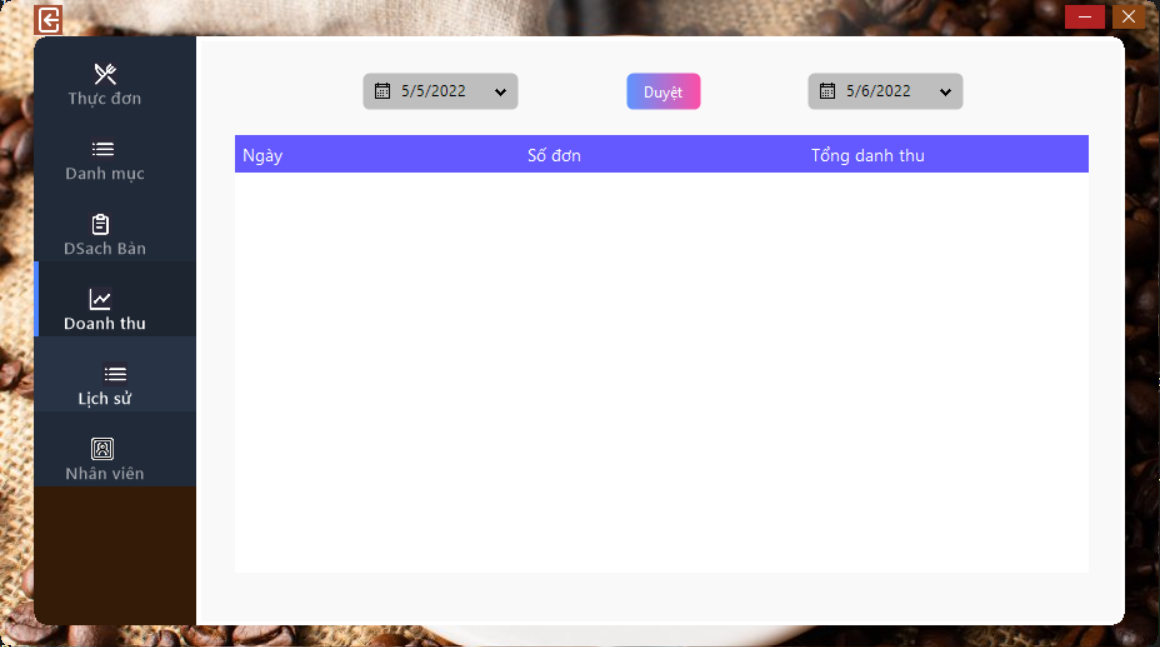 Thực đơn
Danh mục
DSach Bàn
Doanh thu
Lịch sử
Nhân viên
5/5/2022
Duyệt
5/6/2022
Ngày Số đơn Tổng danh thu